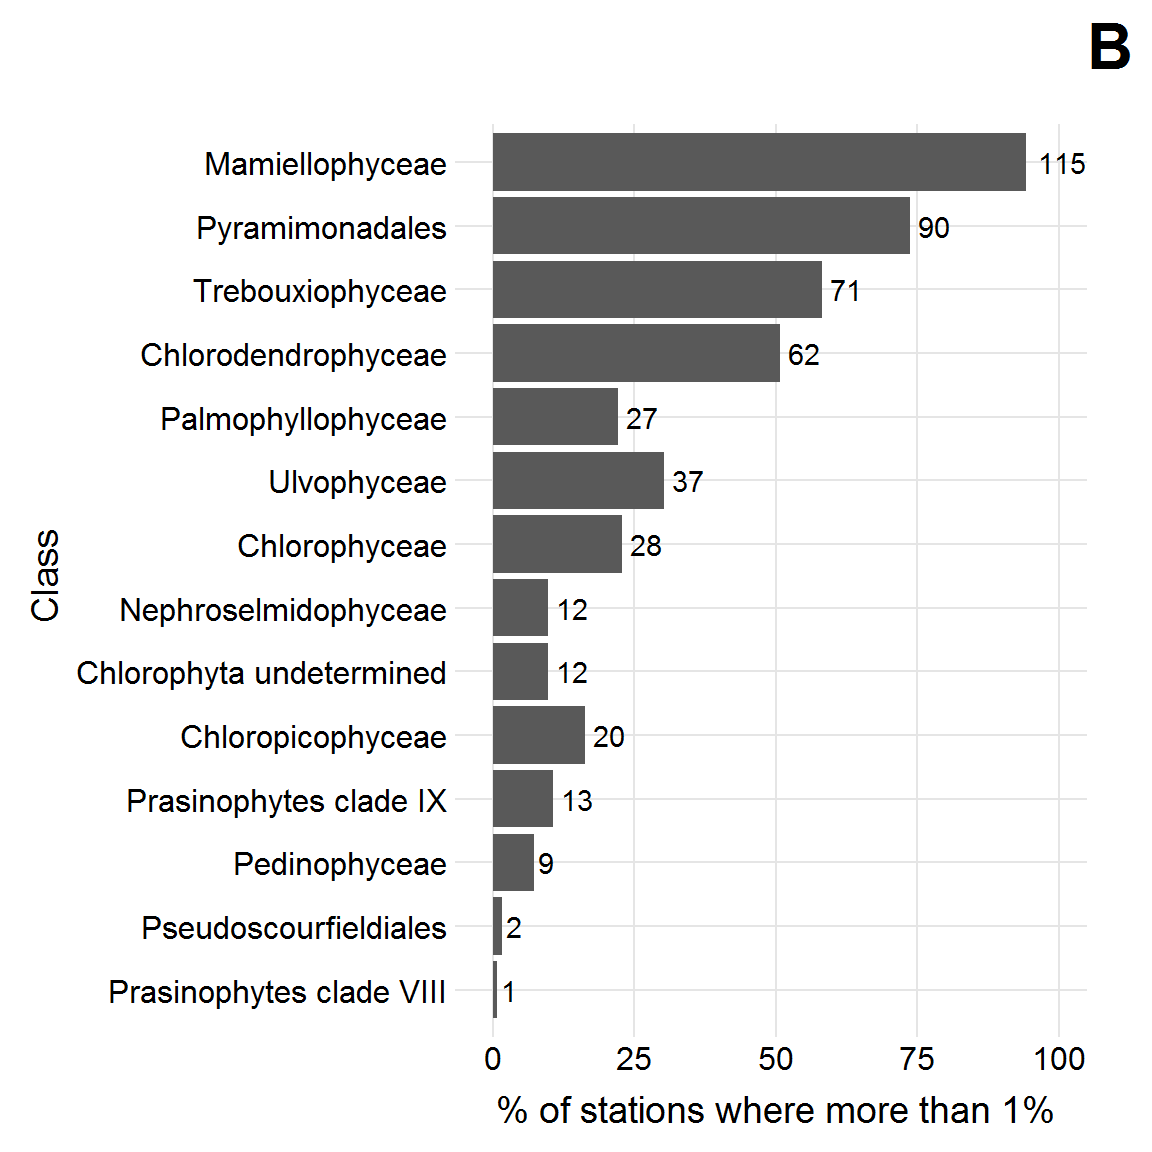 B
Mamiellophyceae 115
Pyramimonadales 90
Trebouxiophyceae 71
Chlorodendrophyceae 62
Palmophyllophyceae 27
Ulvophyceae 37
Chlorophyceae 28
Nephroselmidophyceae 12
Chlorophyta undetermined 12
Chloropicophyceae 20
Prasinophytes clade IX 13
Pedinophyceae 9
Pseudoscourfieldiales 2
Prasinophytes clade VIII 1
Class
0 25 50 75 100
% of stations where more than 1%